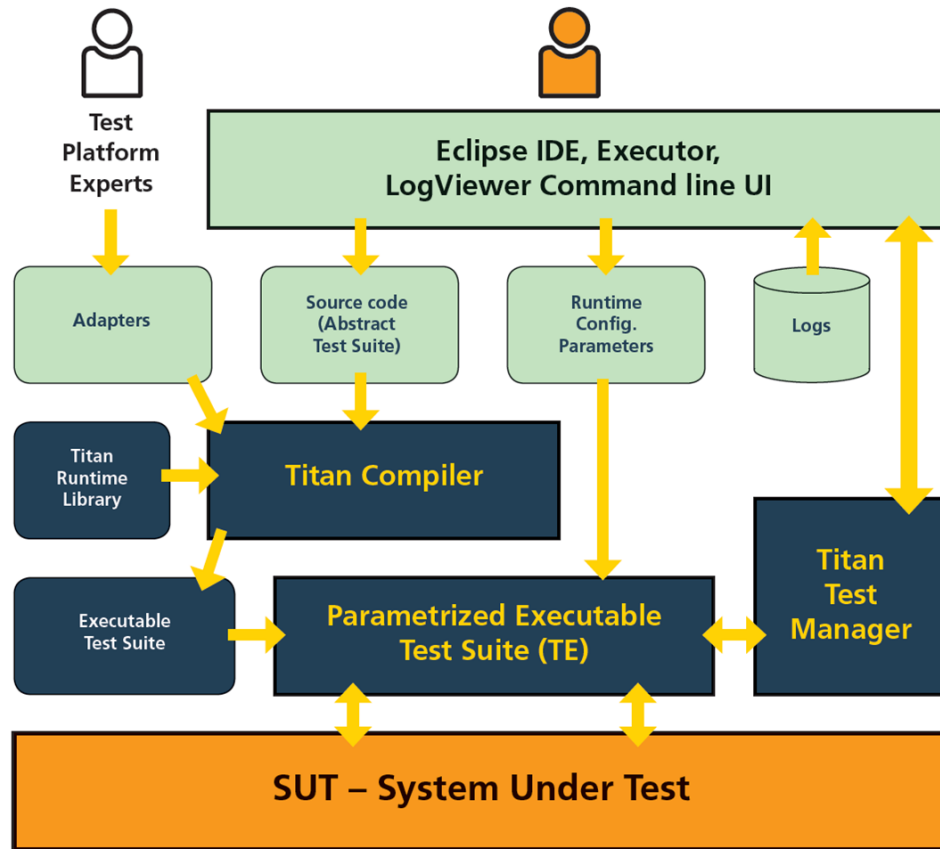 Test
Platform
Experts
Eclipse IDE, Executor,
LogViewer Command line UI
Adapters
Source code
(Abstract
Test Suite)
Runtime
Config.
Parameters
Logs
Titan
Runtime
Library
Titan Compiler
Titan
Test
Manager
Executable
Test Suite
Parametrized Executable
Test Suite (TE)
SUT – System Under Test